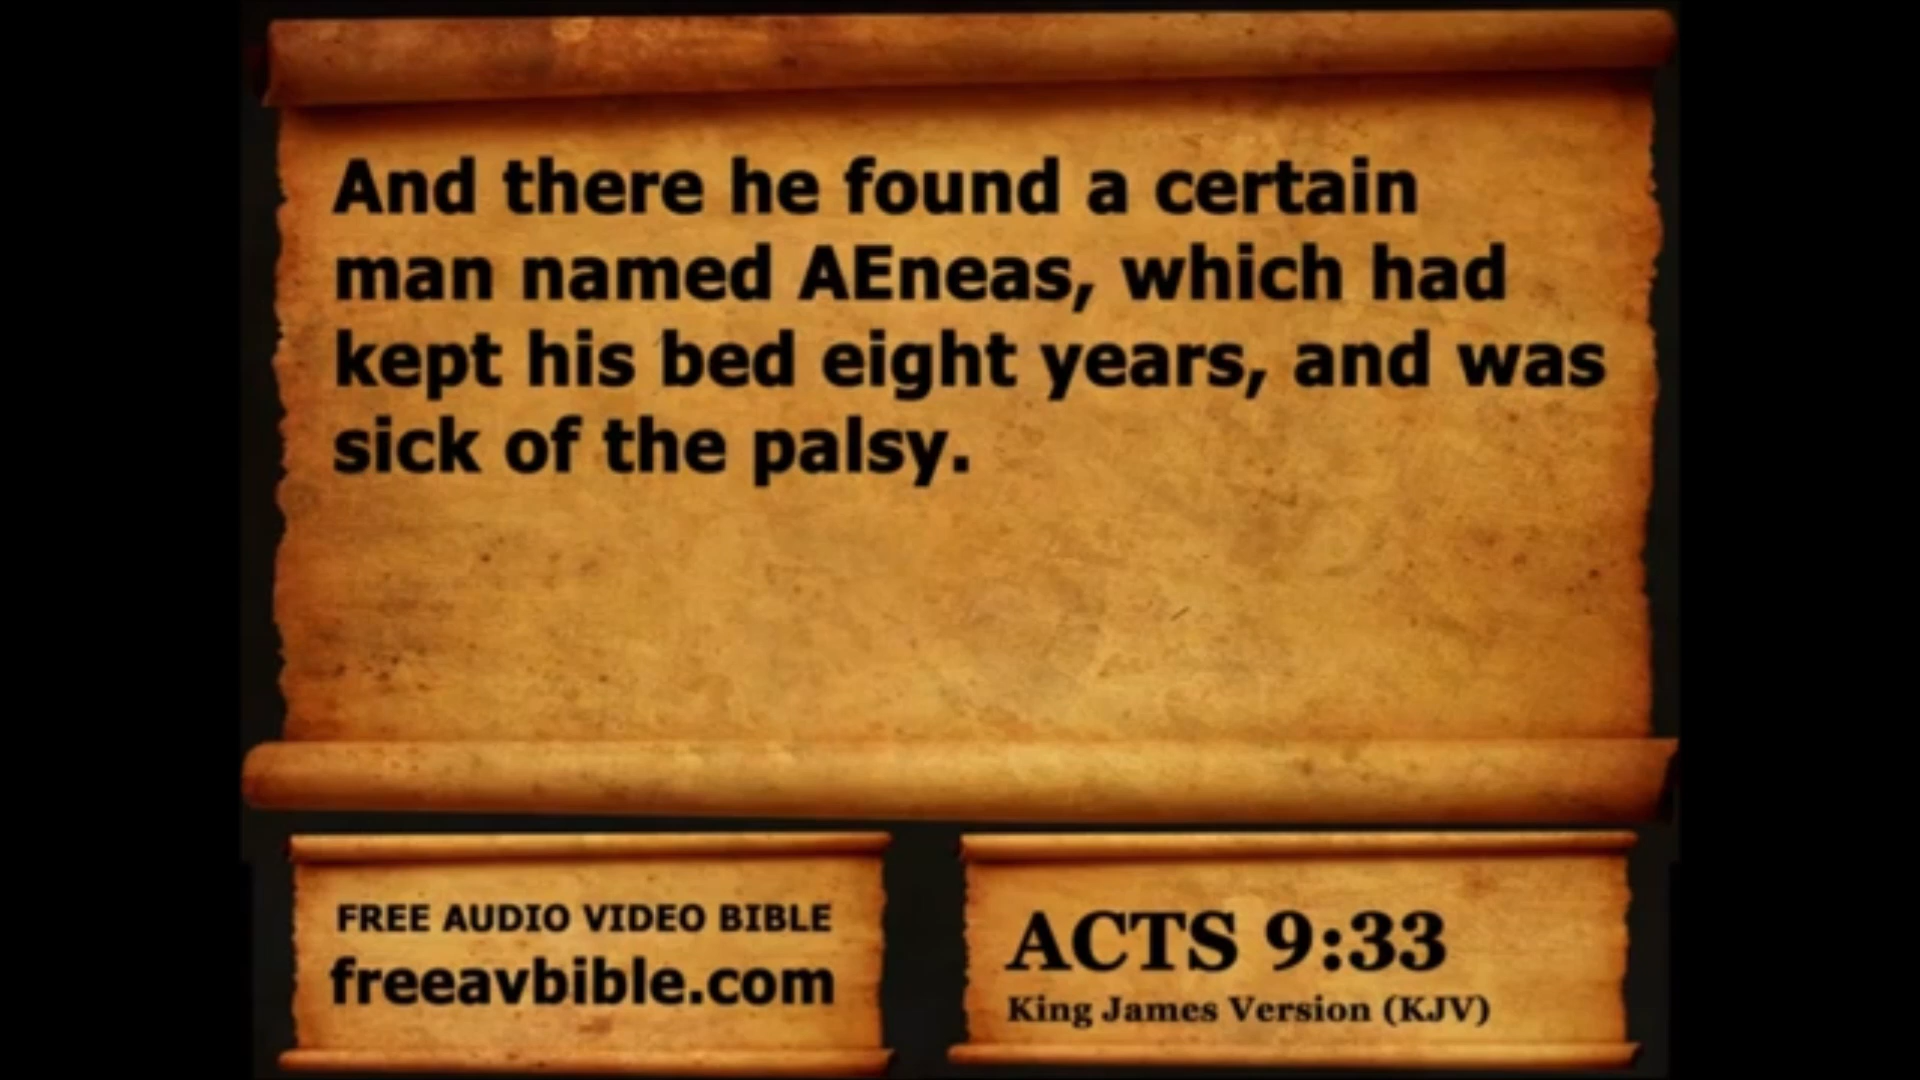 And there he found a certain
man named AEneas, which had
kept his bed eight years, and was
sick of the palsy.
FREE AUDIO VIDEO BIBLE
freeavbible.com
ACTS 9:33
King James Version (KJV)